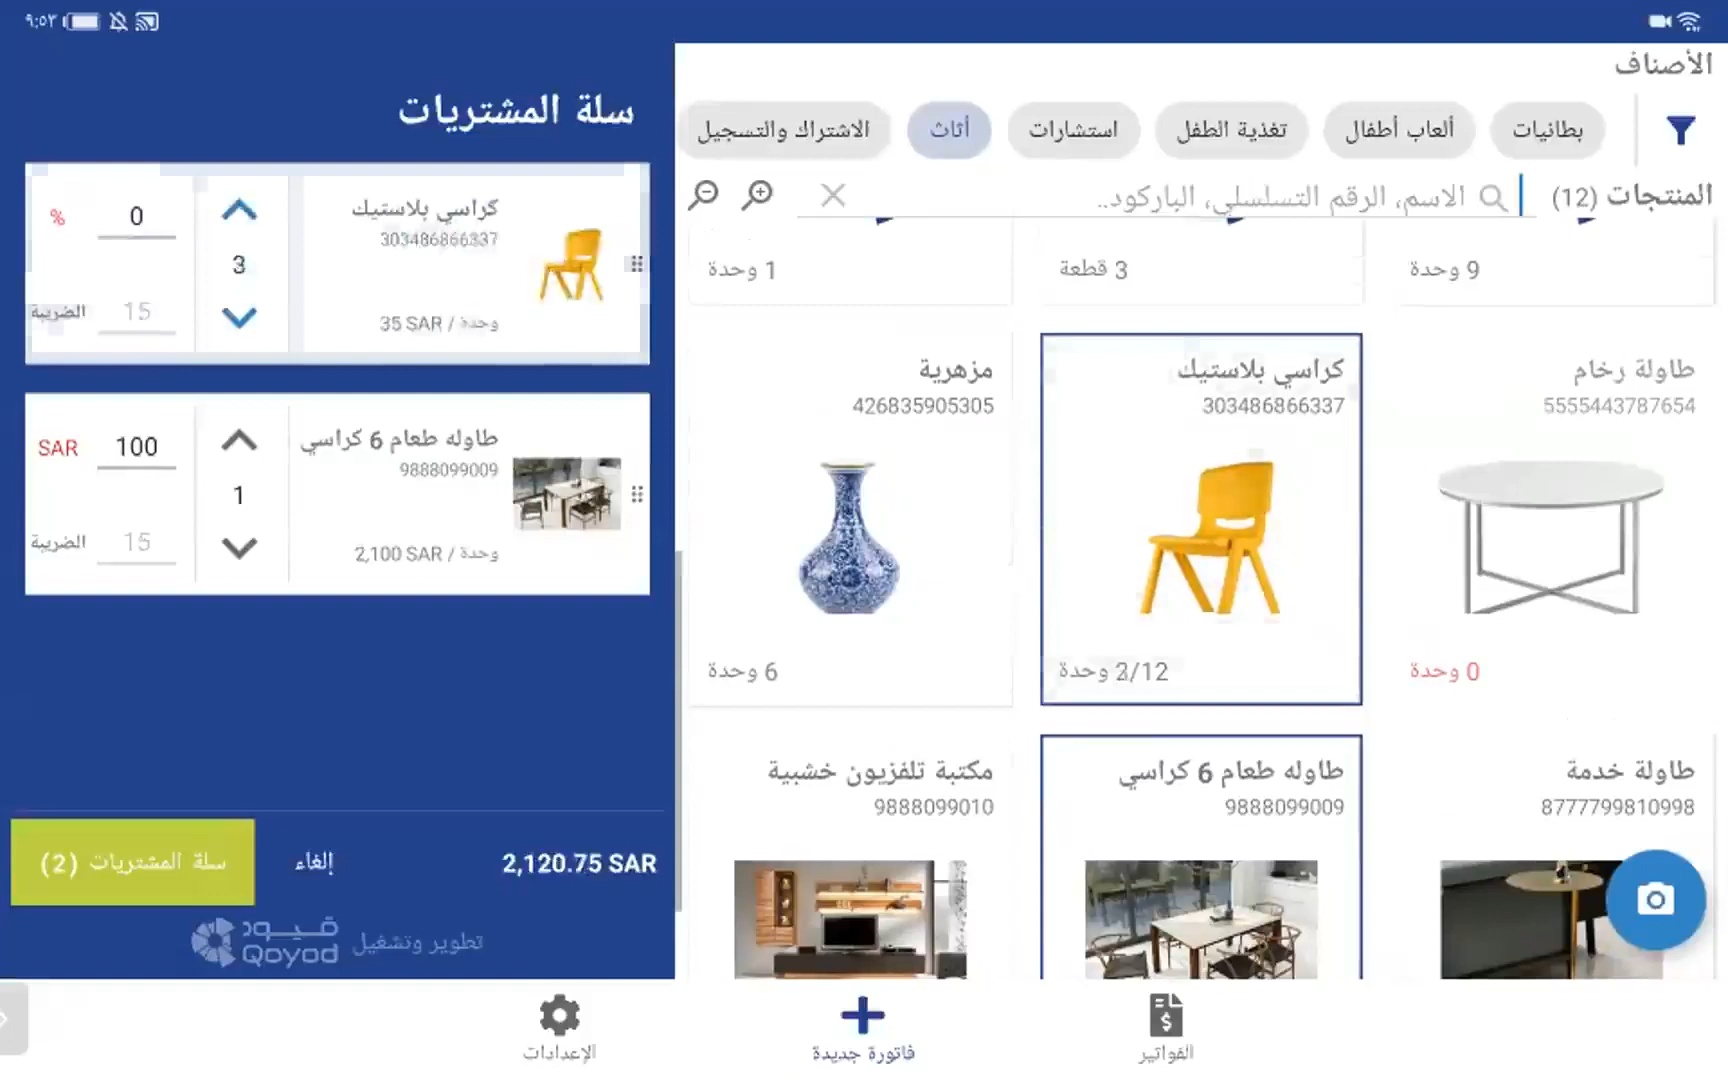 ٩:٥٣
الأصناف
بطانيات
ألعاب أطفال
تغذية الطفل
استشارات
أثاث
الاشتراك والتسجيل
المنتجات (12)
الاسم، الرقم التسلسلي، الباركود..
9 وحدة
3 قطعة
1 وحدة
طاولة رخام
5555443787654
0 وحدة
كراسي بلاستيك
303486866337
2/12 وحدة
مزهرية
426835905305
6 وحدة
طاولة خدمة
8777799810998
طاوله طعام 6 كراسي
9888099009
مكتبة تلفزيون خشبية
9888099010
سلة المشتريات
كراسي بلاستيك
303486866337
35 SAR / وحدة
3
0
%
15
الضريبة
طاوله طعام 6 كراسي
9888099009
2,100 SAR / وحدة
1
100
SAR
15
الضريبة
2,120.75 SAR
إلغاء
سلة المشتريات (2)
تطوير وتشغيل
قيود
Qoyod
الفواتير
فاتورة جديدة
الإعدادات